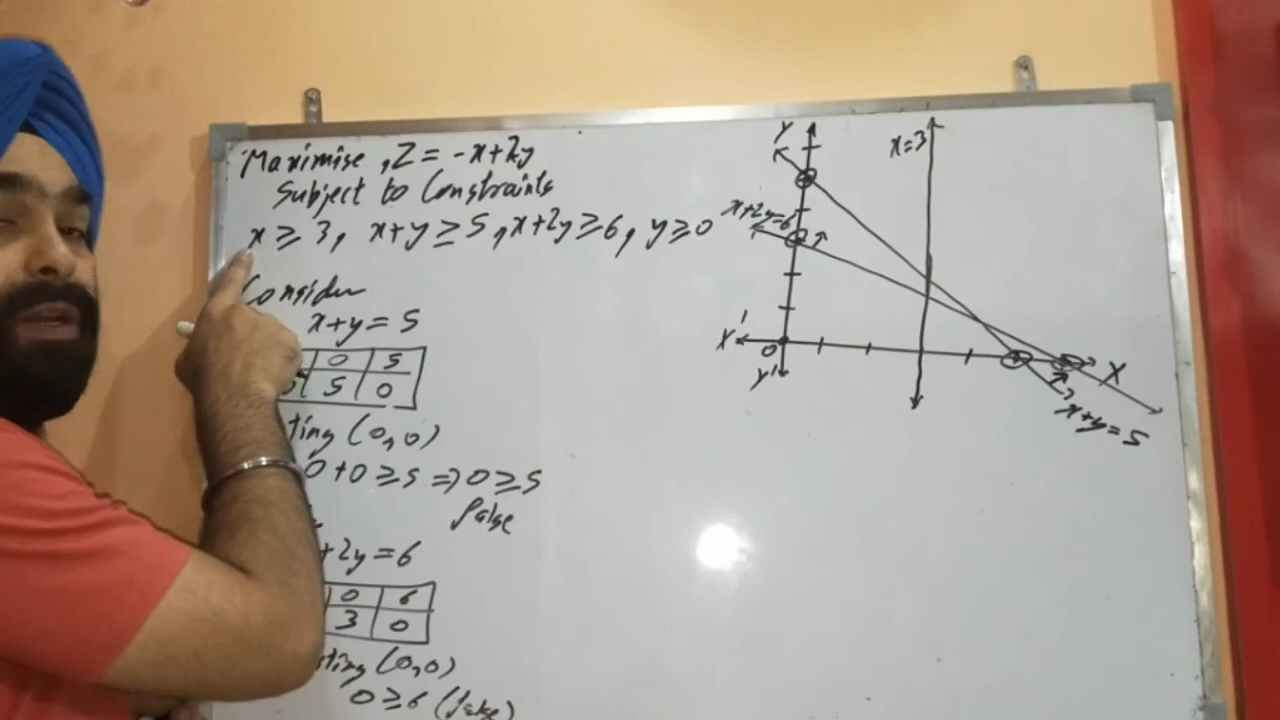 Maximise, Z = -x+2y
Subject to Constraints
x ≥ 3, x+y ≥ 5, x+2y ≥ 6, y ≥ 0
Consider
x+y = 5
0 5
5 0
ting (0,0)
0+0 ≥ 5 ⇒ 0 ≥ 5
false
+2y = 6
0 6
3 0
ting (0,0)
0 ≥ 6 (false)
Y
x=3
x+2y=6
X'
O
Y'
X
x+y=5